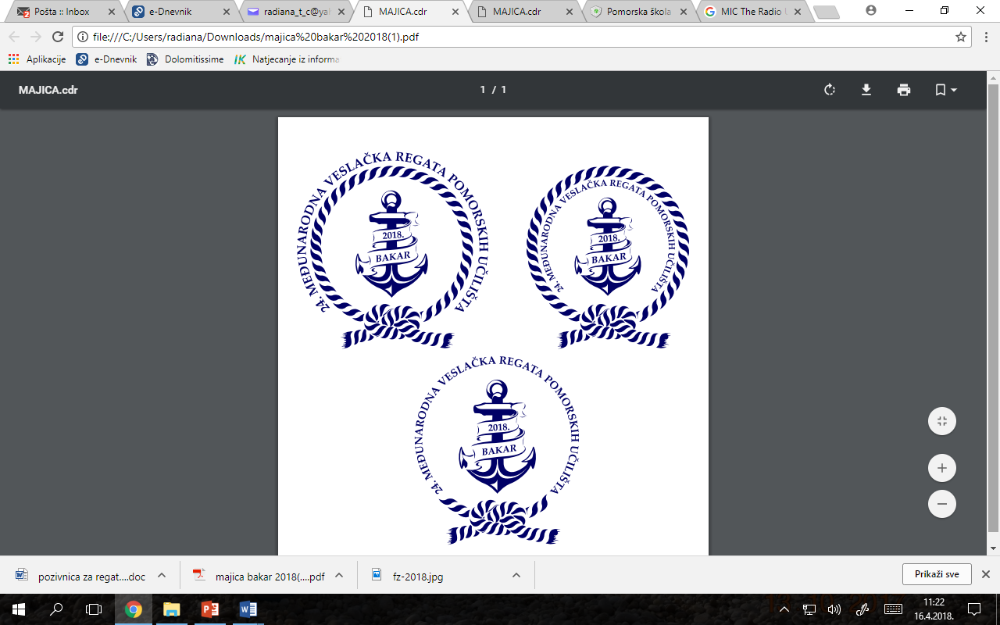 Pošta :: Inbox
e-Dnevnik
radiana_t_c@ya
MAJICA.cdr
MAJICA.cdr
Pomorska škola
MIC The Radio
file:///C:/Users/radiana/Downloads/majica%20bakar%202018(1).pdf
Aplikacije
e-Dnevnik
Dolomitissime
Natjecanje iz informa
MAJICA.cdr
1 / 1
24. MEĐUNARODNA VESLAČKA REGATA POMORSKIH UČILIŠTA
2018.
BAKAR
24. MEĐUNARODNA VESLAČKA REGATA POMORSKIH UČILIŠTA
2018.
BAKAR
24. MEĐUNARODNA VESLAČKA REGATA POMORSKIH UČILIŠTA
2018.
BAKAR
pozivnica za regat....doc
majica bakar 2018(....pdf
fz-2018.jpg
Prikaži sve
11:22
16.4.2018.